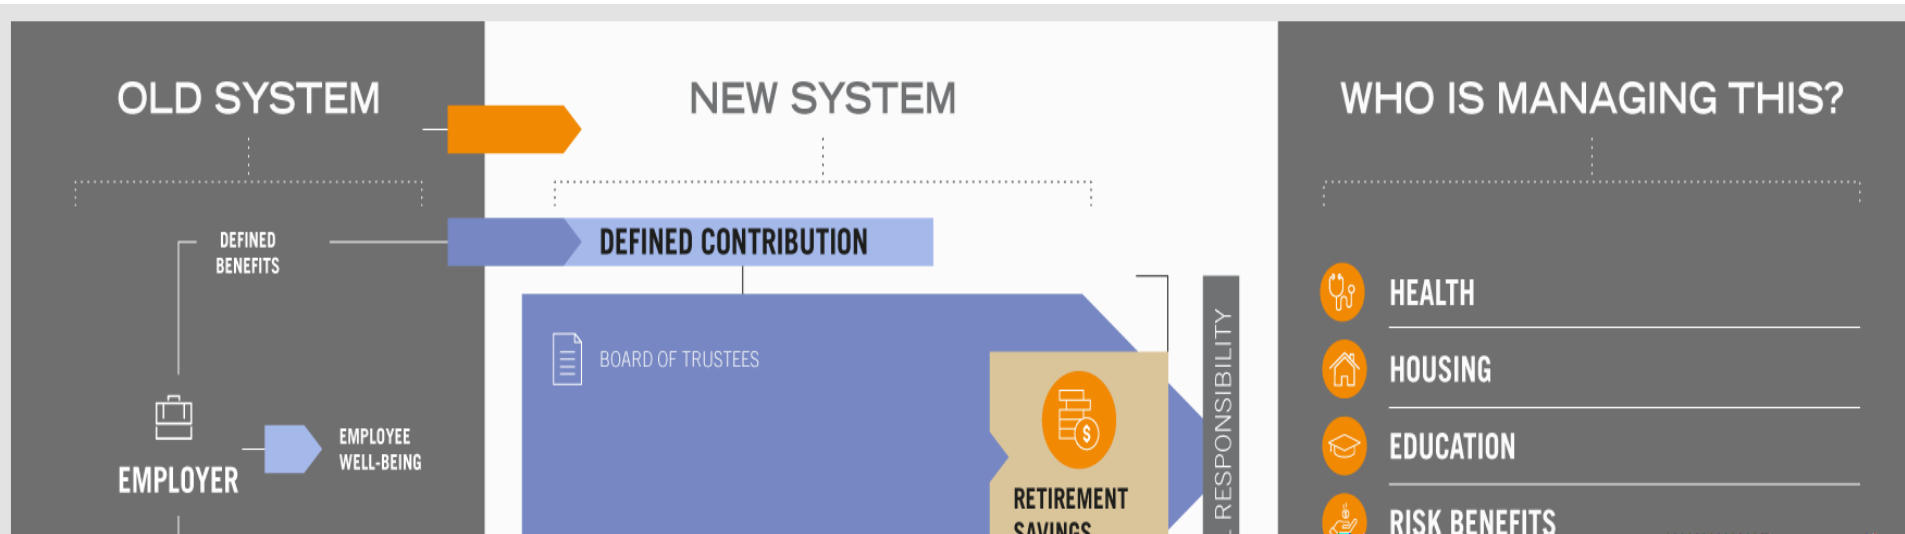 OLD SYSTEM
NEW SYSTEM
WHO IS MANAGING THIS?
DEFINED
BENEFITS
DEFINED CONTRIBUTION
BOARD OF TRUSTEES
EMPLOYER
EMPLOYEE
WELL-BEING
RETIREMENT
SAVINGS
RESPONSIBILITY
HEALTH
HOUSING
EDUCATION
RISK BENEFITS